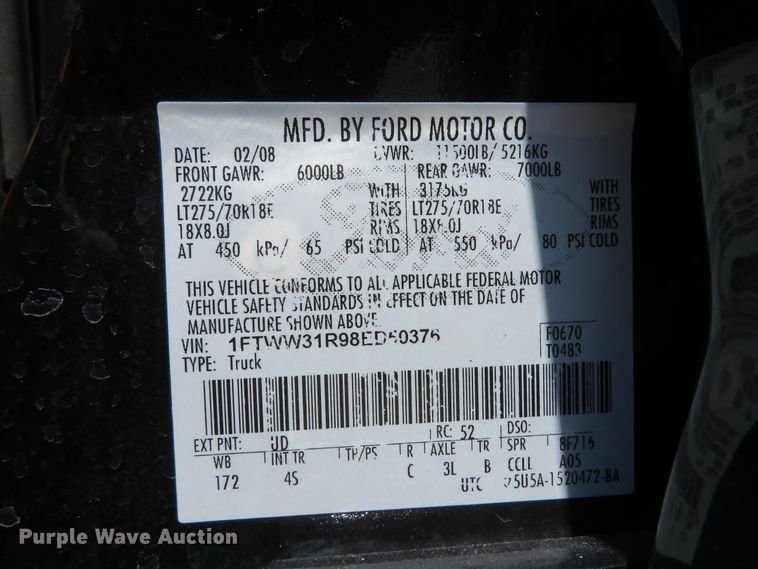 MFD. BY FORD MOTOR CO.
DATE: 02/08 GVWR: 11500LB/ 5216KG
FRONT GAWR: 6000LB REAR GAWR: 7000LB
2722KG WITH 3175KG WITH
LT275/70R18E TIRES LT275/70R18E TIRES
18X8.0J RIMS 18X8.0J RIMS
AT 450 kPa/ 65 PSI COLD AT 550 kPa/ 80 PSI COLD
THIS VEHICLE CONFORMS TO ALL APPLICABLE FEDERAL MOTOR
VEHICLE SAFETY STANDARDS IN EFFECT ON THE DATE OF
MANUFACTURE SHOWN ABOVE.
VIN: 1FTWW31R98ED60376 F0670
TYPE: Truck T0483
EXT PNT: UD RC: 52 DSO:
WB INT TR TP/PS R AXLE TR SPR 8F716
172 4S C 3L B CCLL A05
UTC 5U5A-1520472-BA
Purple Wave Auction